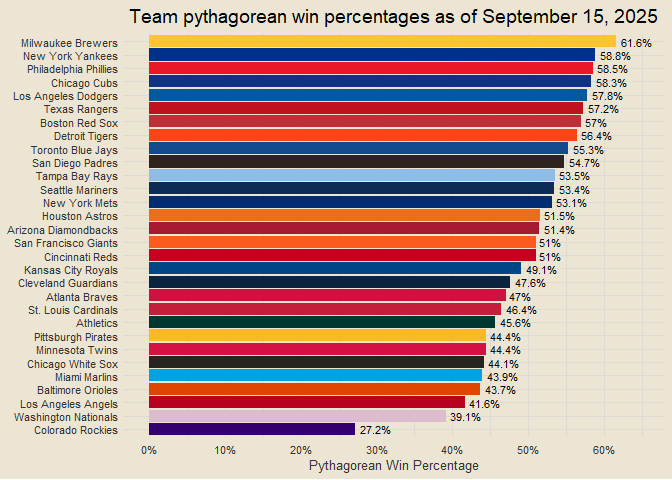 Team pythagorean win percentages as of September 15, 2025
Milwaukee Brewers 61.6%
New York Yankees 58.8%
Philadelphia Phillies 58.5%
Chicago Cubs 58.3%
Los Angeles Dodgers 57.8%
Texas Rangers 57.2%
Boston Red Sox 57%
Detroit Tigers 56.4%
Toronto Blue Jays 55.3%
San Diego Padres 54.7%
Tampa Bay Rays 53.5%
Seattle Mariners 53.4%
New York Mets 53.1%
Houston Astros 51.5%
Arizona Diamondbacks 51.4%
San Francisco Giants 51%
Cincinnati Reds 51%
Kansas City Royals 49.1%
Cleveland Guardians 47.6%
Atlanta Braves 47%
St. Louis Cardinals 46.4%
Athletics 45.6%
Pittsburgh Pirates 44.4%
Minnesota Twins 44.4%
Chicago White Sox 44.1%
Miami Marlins 43.9%
Baltimore Orioles 43.7%
Los Angeles Angels 41.6%
Washington Nationals 39.1%
Colorado Rockies 27.2%
0% 10% 20% 30% 40% 50% 60%
Pythagorean Win Percentage